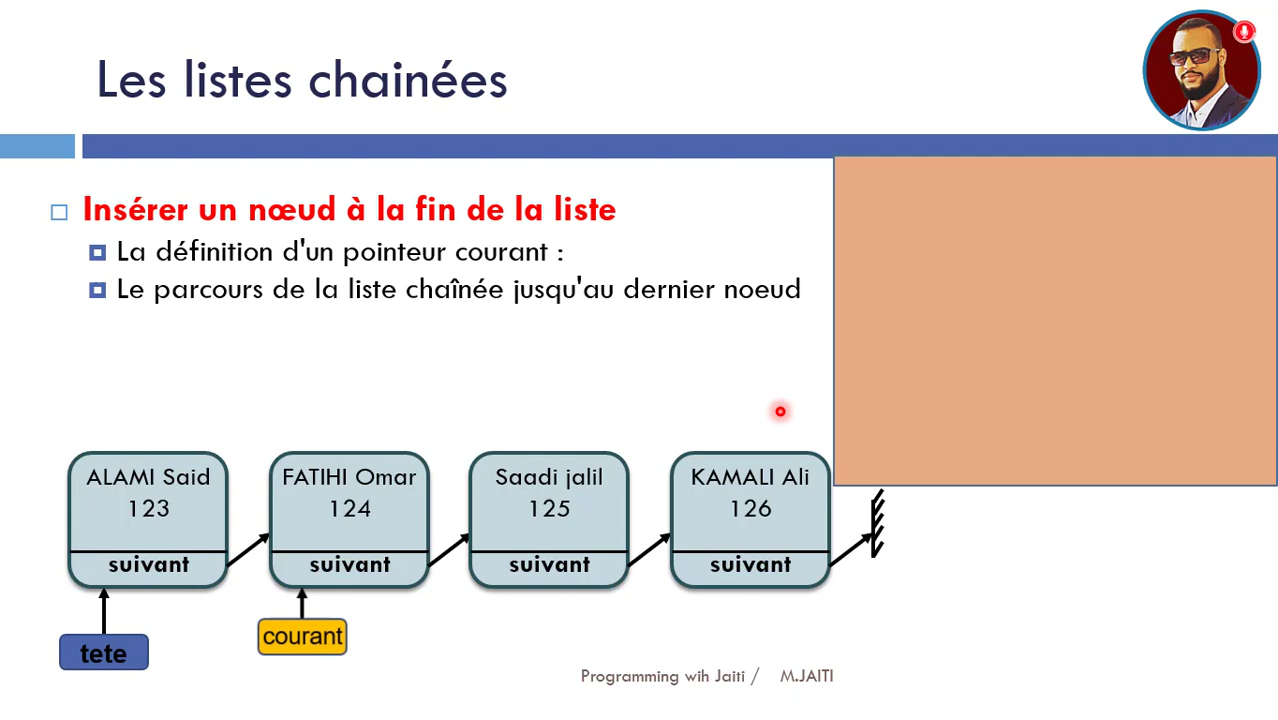 Les listes chainées
Insérer un nœud à la fin de la liste
La définition d'un pointeur courant :
Le parcours de la liste chaînée jusqu'au dernier noeud
ALAMI Said
123
suivant
FATIHI Omar
124
suivant
Saadi jalil
125
suivant
KAMALI Ali
126
suivant
tete
courant
Programming wih Jaiti / M.JAITI